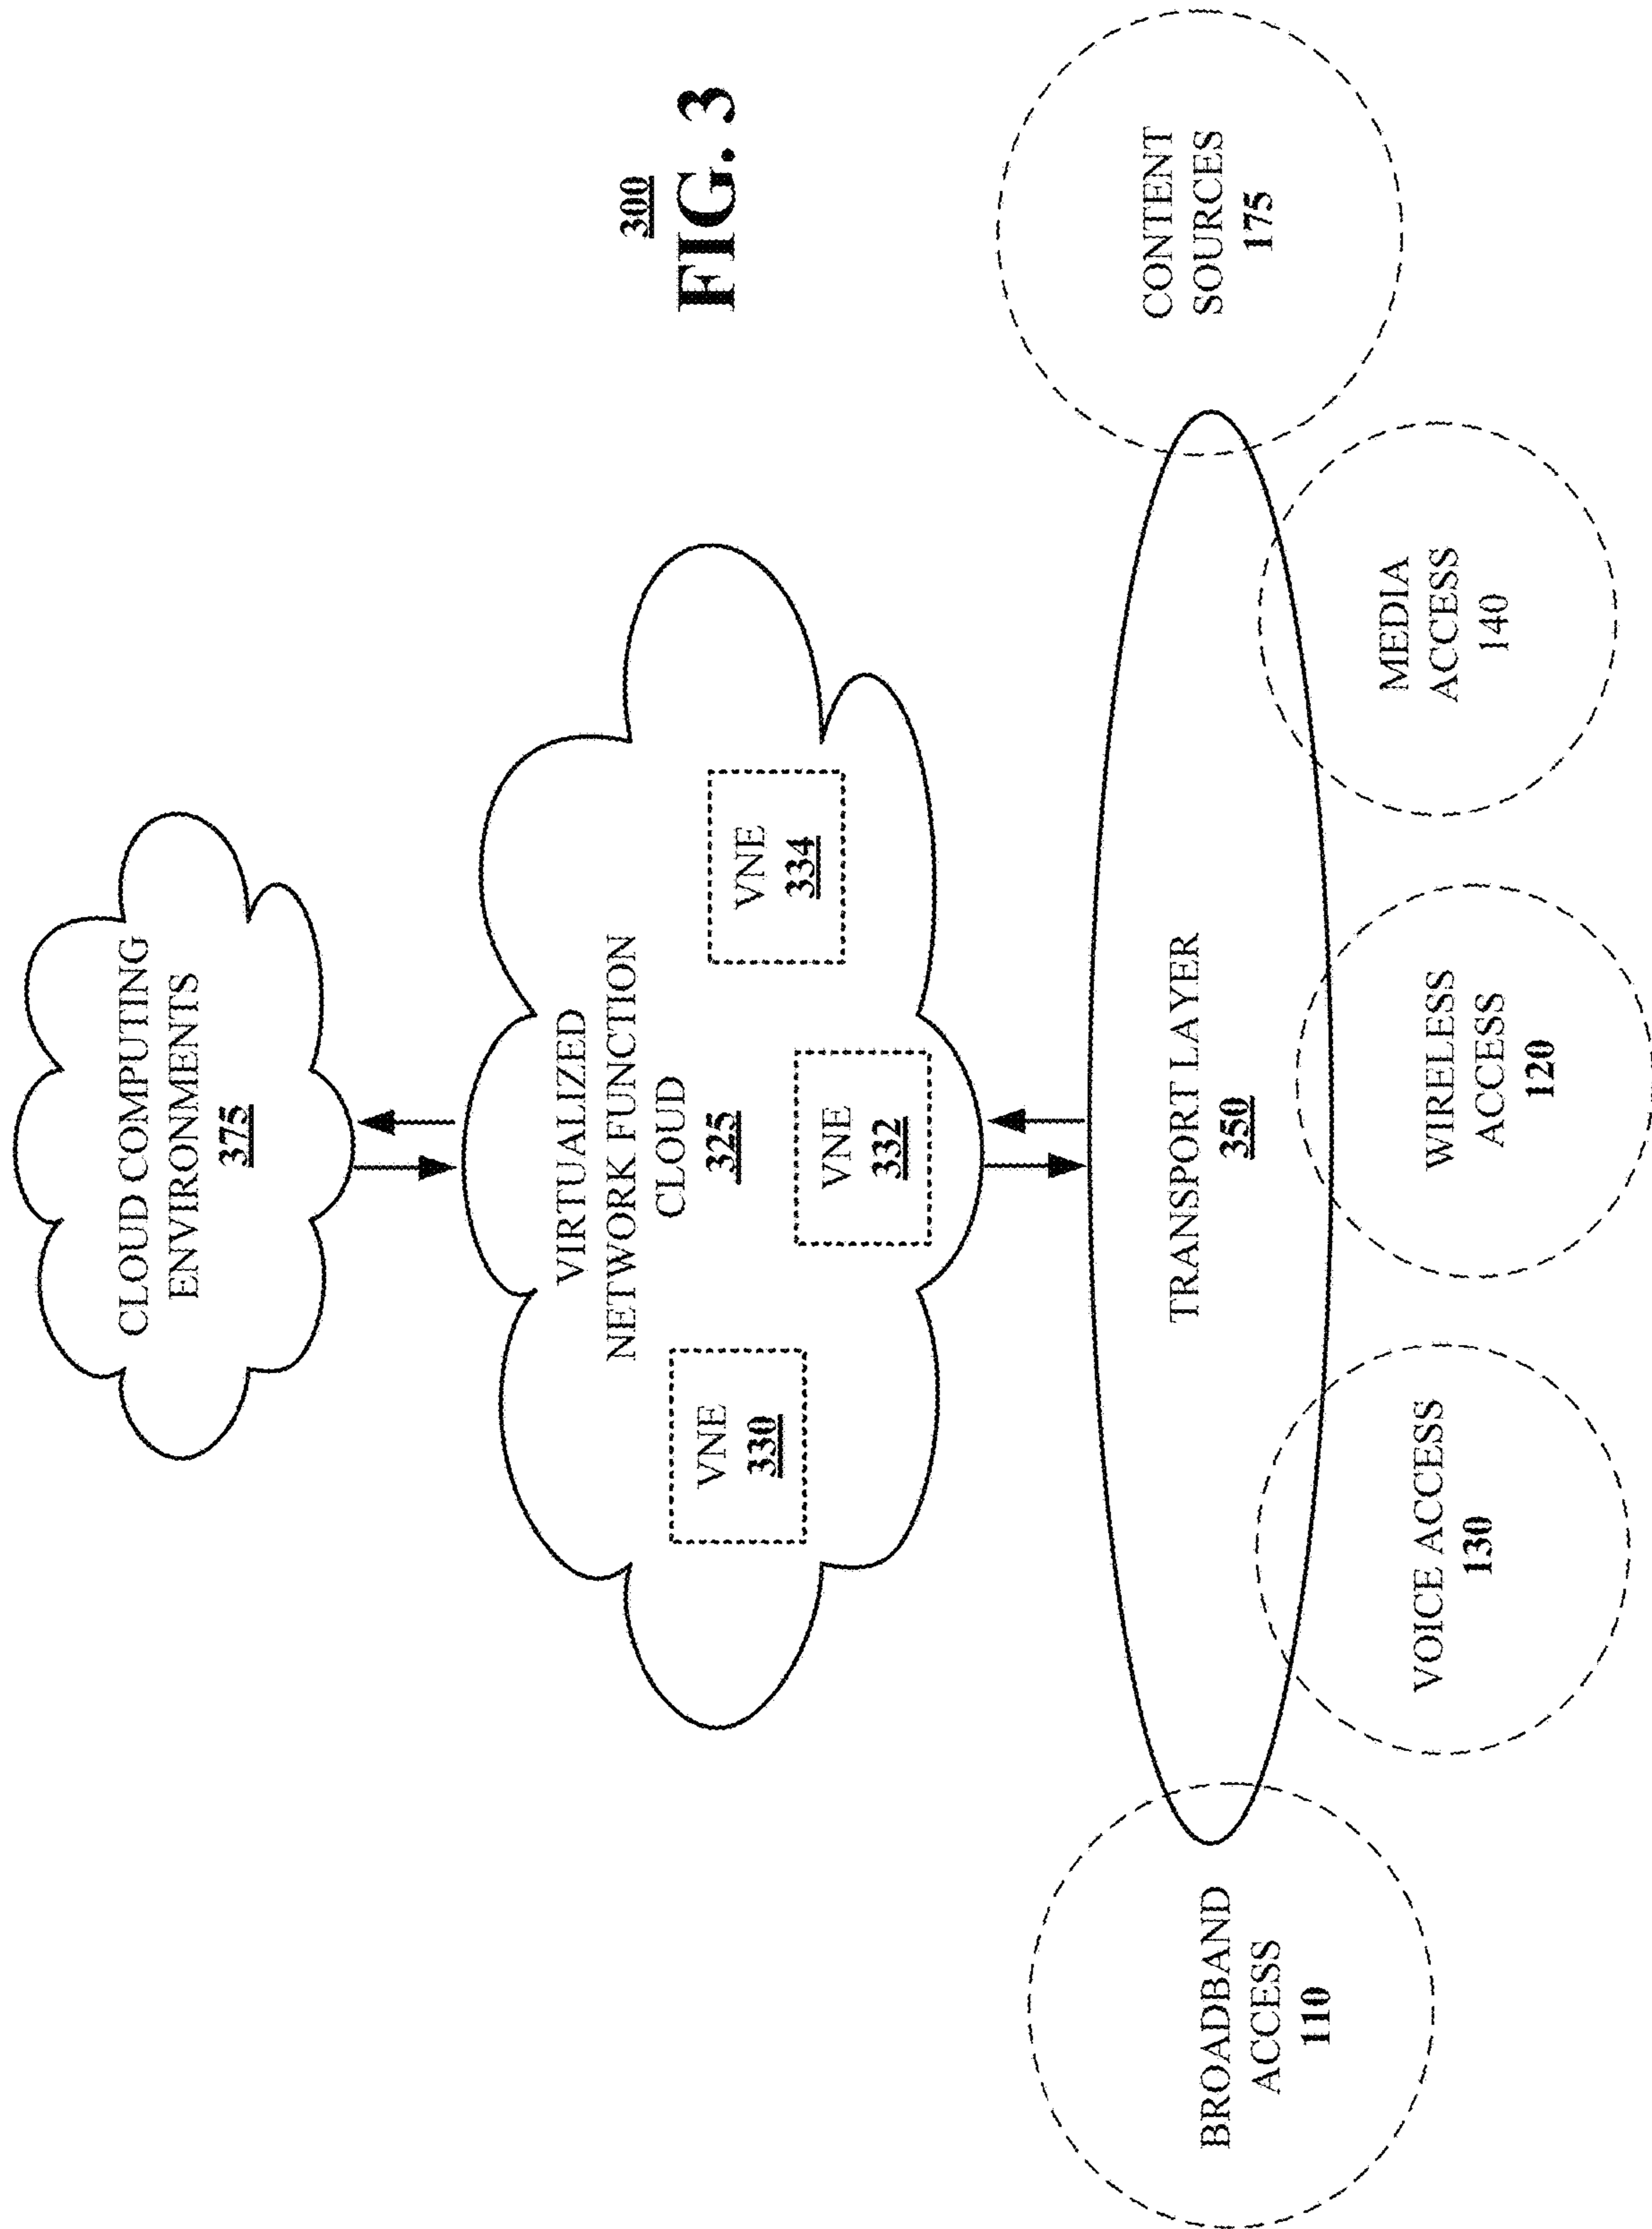 CLOUD COMPUTING
ENVIRONMENTS
375
VIRTUALIZED
NETWORK FUNCTION
CLOUD
325
VNE
330
VNE
332
VNE
334
300
FIG. 3
TRANSPORT LAYER
350
BROADBAND
ACCESS
110
VOICE ACCESS
130
WIRELESS
ACCESS
120
MEDIA
ACCESS
140
CONTENT
SOURCES
175